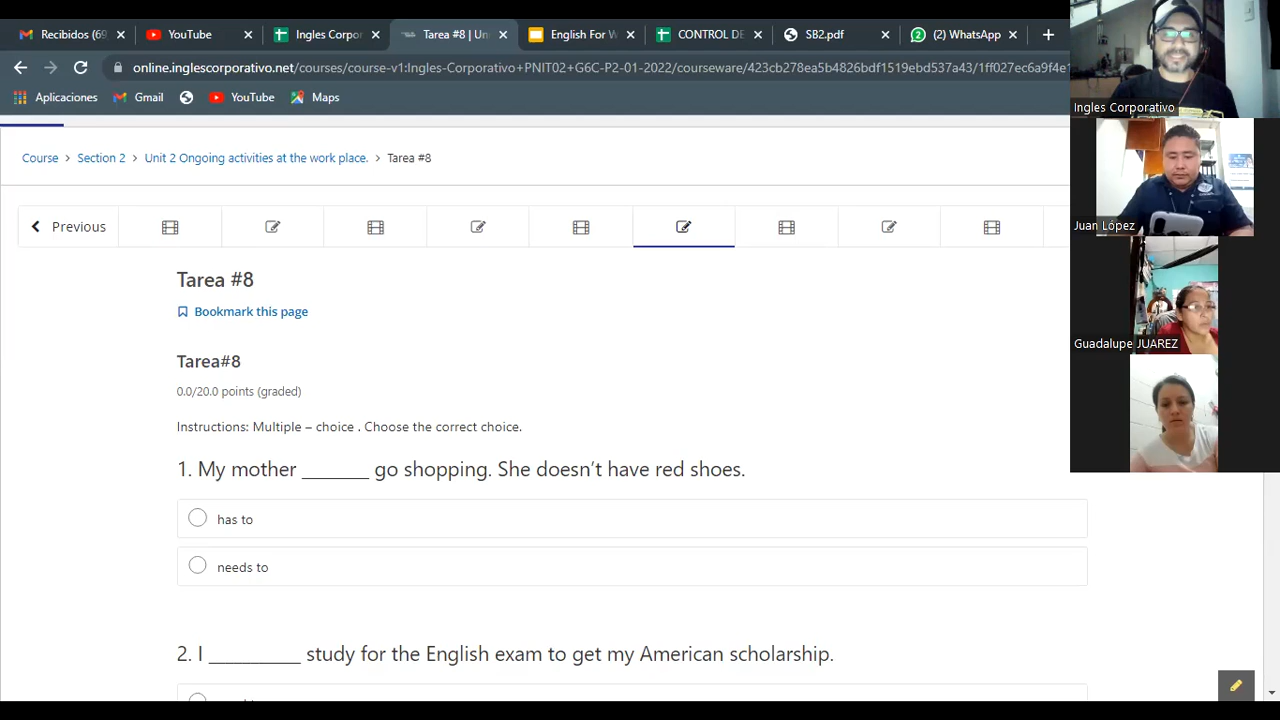 Recibidos (69
YouTube
Ingles Corpor
Tarea #8 | Un
English For W
CONTROL DE
SB2.pdf
(2) WhatsApp
online.inglescorporativo.net/courses/course-v1:Ingles-Corporativo+PNIT02+G6C-P2-01-2022/courseware/423cb278ea5b4826bdf1519ebd537a43/1ff027ec6a9f4e1
Aplicaciones
Gmail
YouTube
Maps
Ingles Corporativo
Juan López
Guadalupe JUAREZ
Course > Section 2 > Unit 2 Ongoing activities at the work place. > Tarea #8
Previous
Tarea #8
Bookmark this page
Tarea#8
0.0/20.0 points (graded)
Instructions: Multiple – choice . Choose the correct choice.
1. My mother _______ go shopping. She doesn’t have red shoes.
has to
needs to
2. I __________ study for the English exam to get my American scholarship.